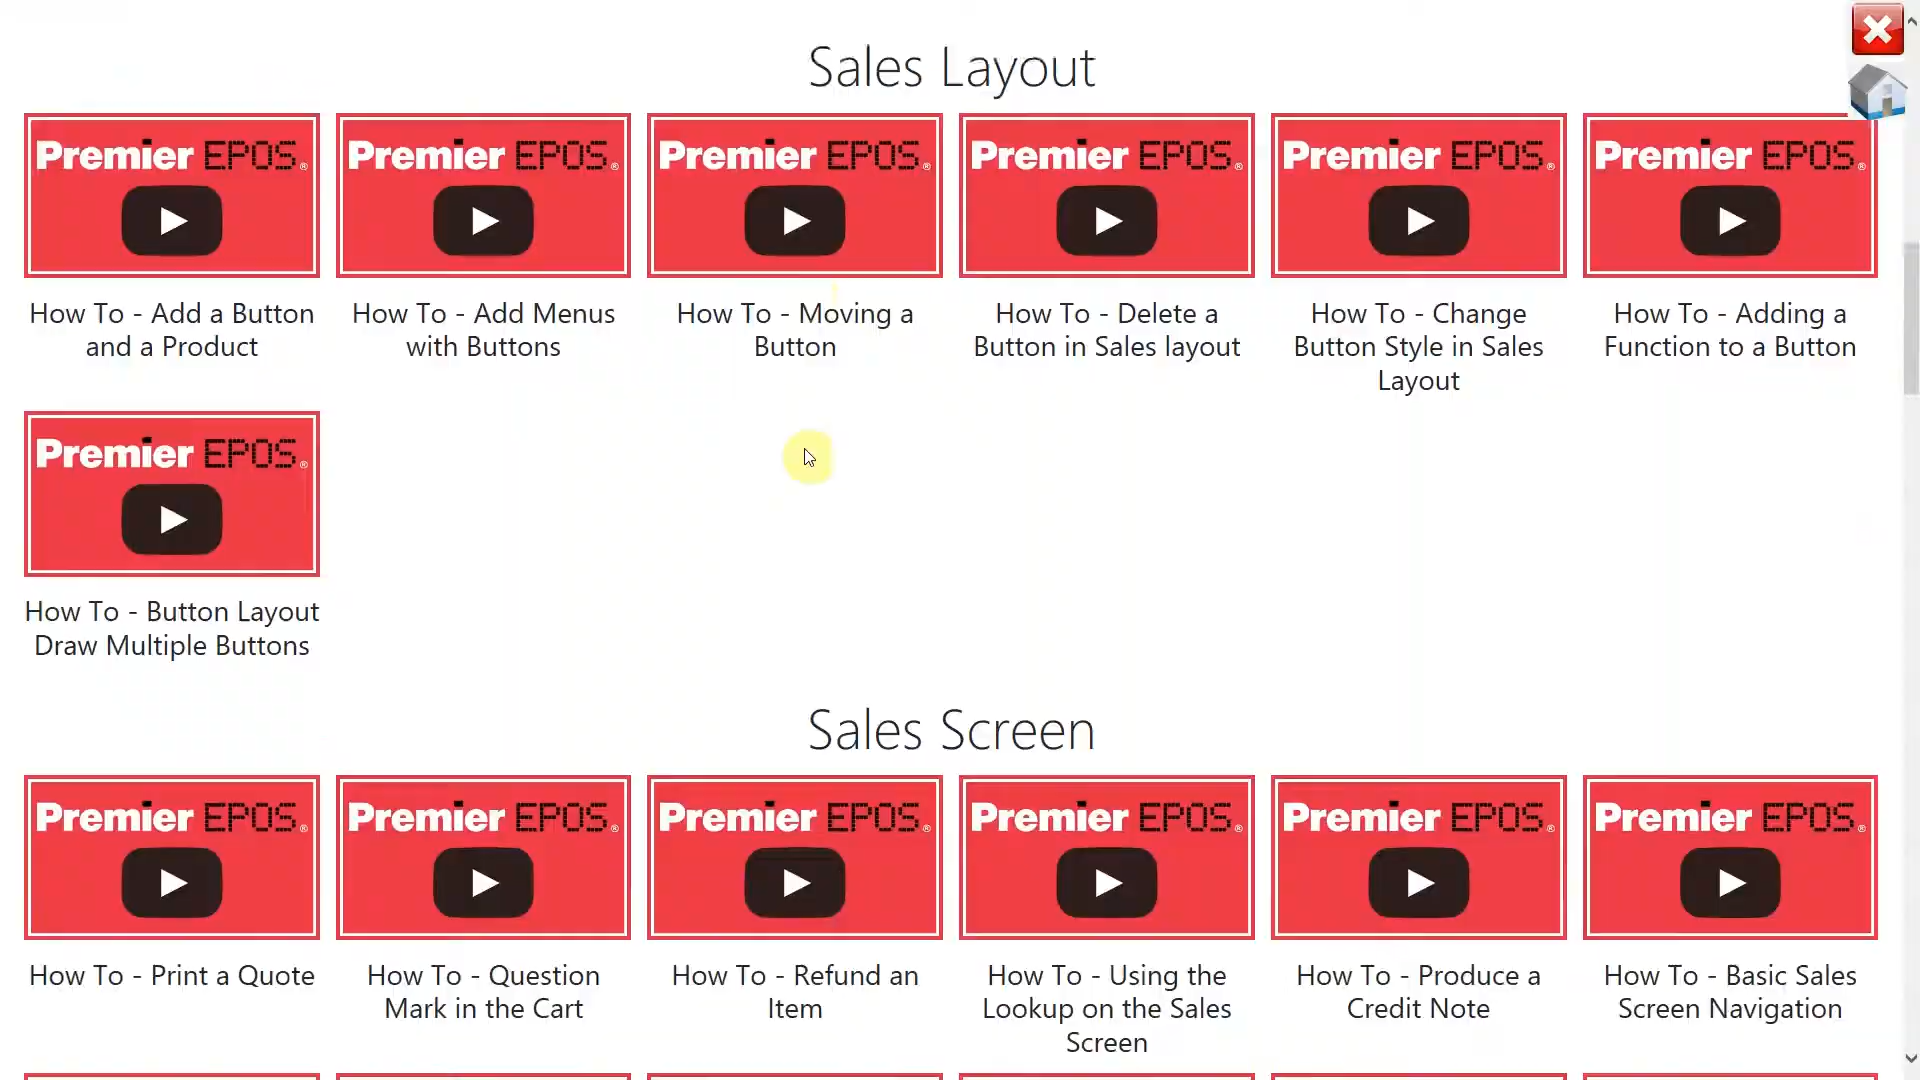 Sales Layout
Premier EPOS®
Premier EPOS®
Premier EPOS®
Premier EPOS®
Premier EPOS®
Premier EPOS®
How To - Add a Button
and a Product
How To - Add Menus
with Buttons
How To - Moving a
Button
How To - Delete a
Button in Sales layout
How To - Change
Button Style in Sales
Layout
How To - Adding a
Function to a Button
Premier EPOS®
How To - Button Layout
Draw Multiple Buttons
Sales Screen
Premier EPOS®
Premier EPOS®
Premier EPOS®
Premier EPOS®
Premier EPOS®
Premier EPOS®
How To - Print a Quote
How To - Question
Mark in the Cart
How To - Refund an
Item
How To - Using the
Lookup on the Sales
Screen
How To - Produce a
Credit Note
How To - Basic Sales
Screen Navigation